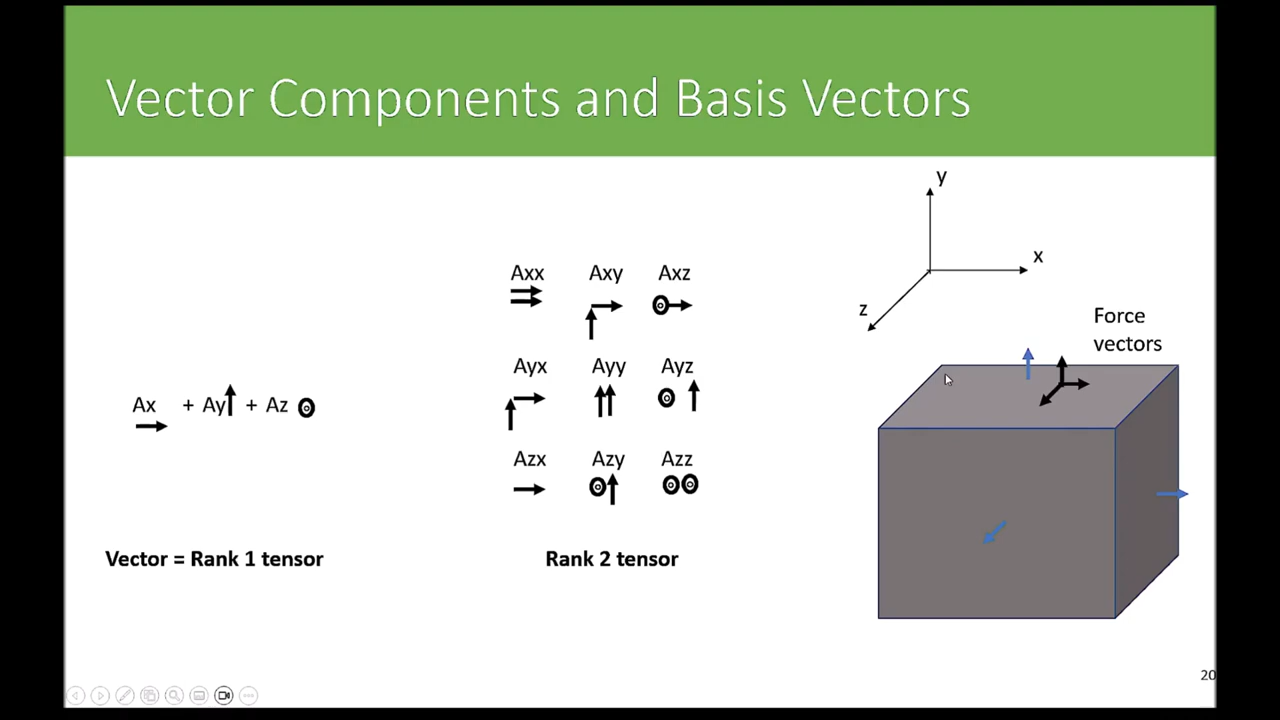 Vector Components and Basis Vectors
y
x
z
Force
vectors
Axx Axy Axz
Ayx Ayy Ayz
Azx Azy Azz
Ax + Ay + Az
Vector = Rank 1 tensor
Rank 2 tensor
20